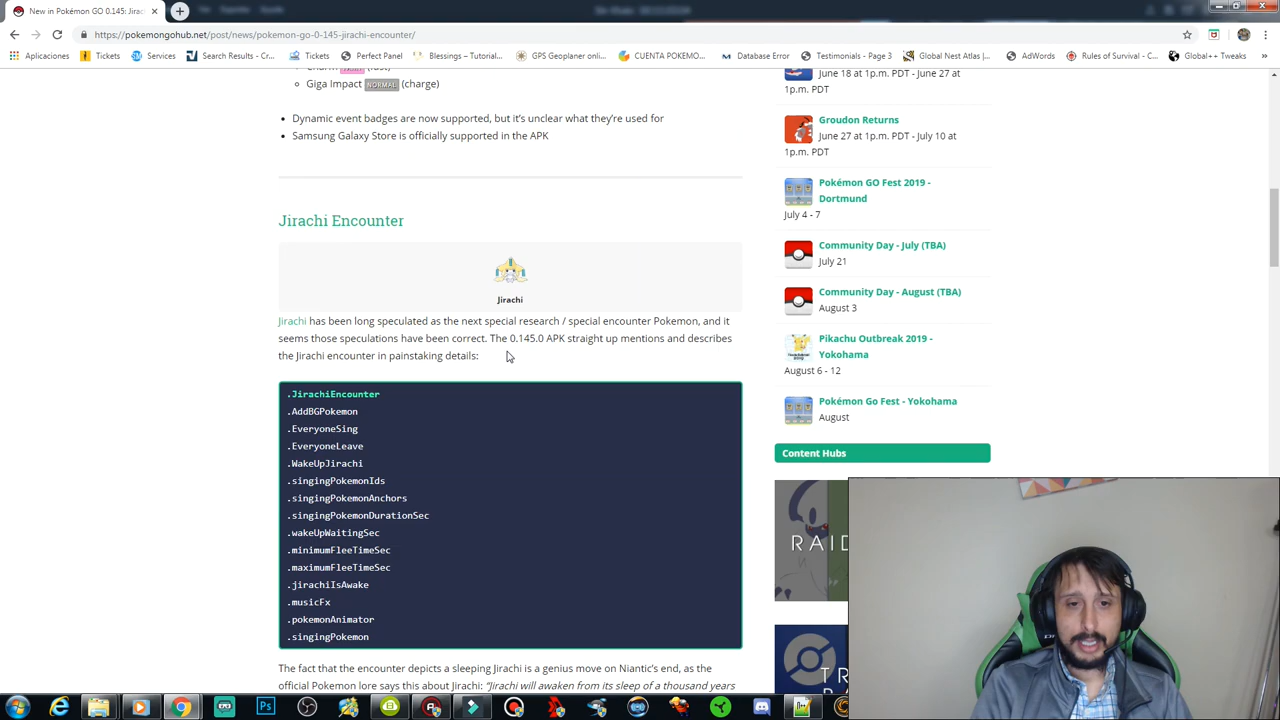 New in Pokémon GO 0.145: Jirac
https://pokemongohub.net/post/news/pokemon-go-0-145-jirachi-encounter/
Aplicaciones
Tickets
Services
Search Results - Cr...
Tickets
Perfect Panel
Blessings – Tutorial...
GPS Geoplaner onli...
CUENTA POKEMO...
Database Error
Testimonials - Page 3
Global Nest Atlas |...
AdWords
Rules of Survival - C...
Global++ Tweaks
»
Giga Impact NORMAL (charge)
Dynamic event badges are now supported, but it's unclear what they're used for
Samsung Galaxy Store is officially supported in the APK
Jirachi Encounter
Jirachi
Jirachi has been long speculated as the next special research / special encounter Pokemon, and it
seems those speculations have been correct. The 0.145.0 APK straight up mentions and describes
the Jirachi encounter in painstaking details:
.JirachiEncounter
.AddBGPokemon
.EveryoneSing
.EveryoneLeave
.WakeUpJirachi
.singingPokemonIds
.singingPokemonAnchors
.singingPokemonDurationSec
.wakeUpWaitingSec
.minimumFleeTimeSec
.maximumFleeTimeSec
.jirachiIsAwake
.musicFx
.pokemonAnimator
.singingPokemon
The fact that the encounter depicts a sleeping Jirachi is a genius move on Niantic's end, as the
official Pokemon lore says this about Jirachi: "Jirachi will awaken from its sleep of a thousand years
June 18 at 1p.m. PDT - June 27 at
1p.m. PDT
Groudon Returns
June 27 at 1p.m. PDT - July 10 at
1p.m. PDT
Pokémon GO Fest 2019 -
Dortmund
July 4 - 7
Community Day - July (TBA)
July 21
Community Day - August (TBA)
August 3
Pikachu Outbreak 2019 -
Yokohama
August 6 - 12
Pokémon Go Fest - Yokohama
August
Content Hubs
RAID
T
R